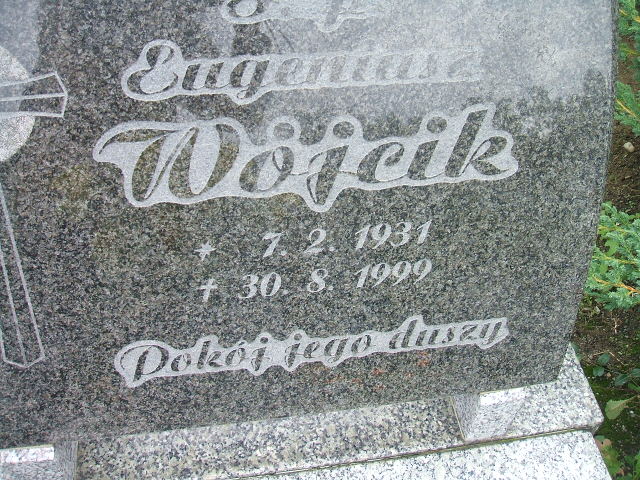 Ś. P.
Eugeniusz
Wójcik
* 7. 2. 1931
† 30. 8. 1999
Pokój jego duszy